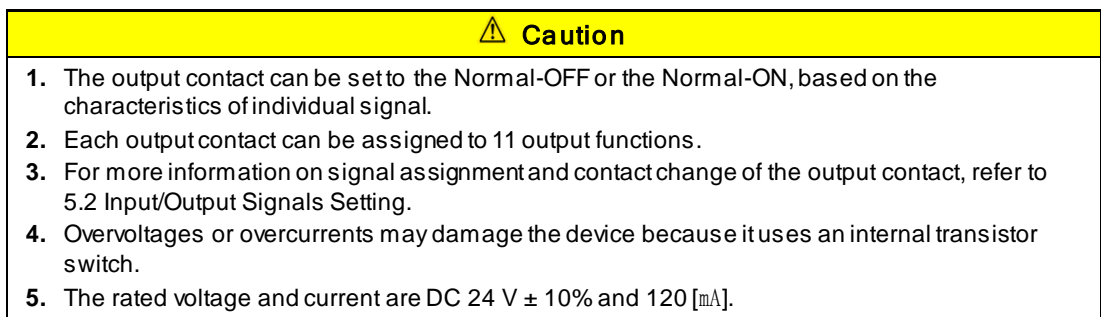 ⚠ Caution
1. The output contact can be set to the Normal-OFF or the Normal-ON, based on the
characteristics of individual signal.
2. Each output contact can be assigned to 11 output functions.
3. For more information on signal assignment and contact change of the output contact, refer to
5.2 Input/Output Signals Setting.
4. Overvoltages or overcurrents may damage the device because it uses an internal transistor
switch.
5. The rated voltage and current are DC 24 V ± 10% and 120 [㎃].